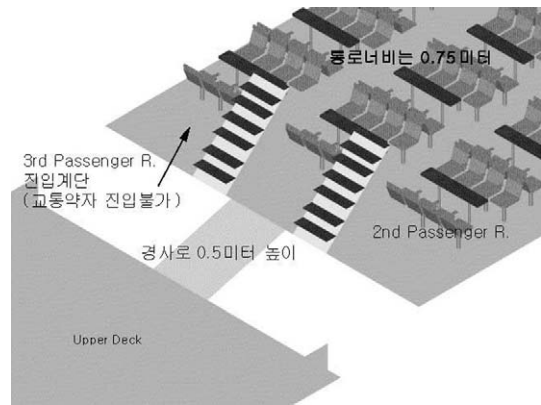 통로너비는 0.75미터
3rd Passenger R.
진입계단
(교통약자 진입불가)
2nd Passenger R.
경사로 0.5미터 높이
Upper Deck